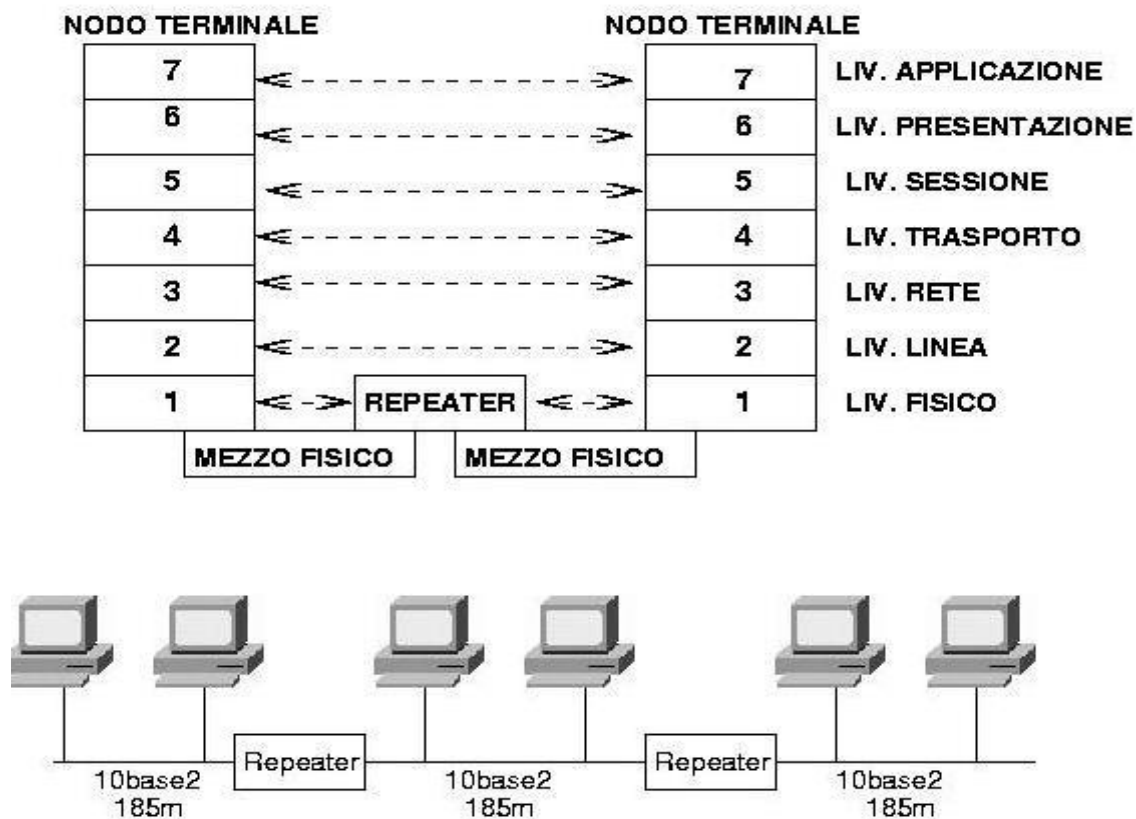 NODO TERMINALE NODO TERMINALE
7 7 LIV. APPLICAZIONE
6 6 LIV. PRESENTAZIONE
5 5 LIV. SESSIONE
4 4 LIV. TRASPORTO
3 3 LIV. RETE
2 2 LIV. LINEA
1 REPEATER 1 LIV. FISICO
MEZZO FISICO MEZZO FISICO
Repeater Repeater
10base2 10base2 10base2
185m 185m 185m